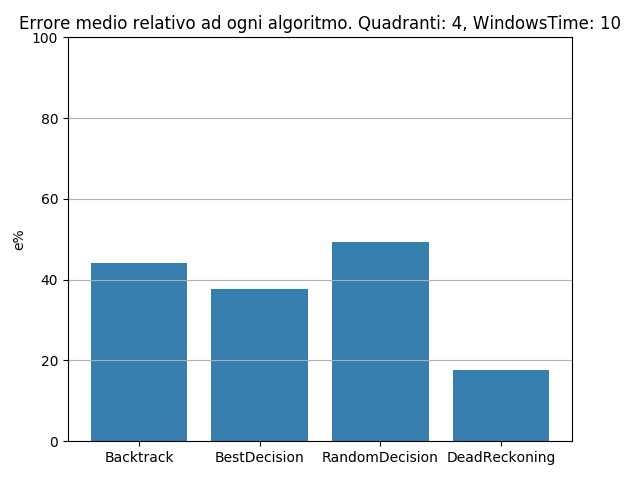 Errore medio relativo ad ogni algoritmo. Quadranti: 4, WindowsTime: 10
100
80
60
40
20
0
e%
Backtrack
BestDecision
RandomDecision
DeadReckoning